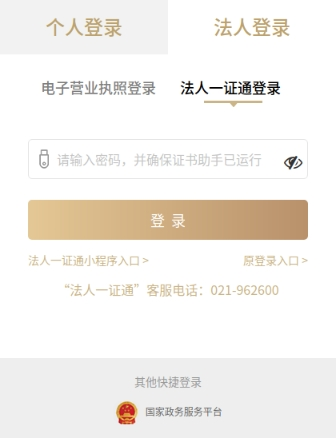 个人登录 法人登录
电子营业执照登录 法人一证通登录
请输入密码，并确保证书助手已运行
登 录
法人一证通小程序入口 > 原登录入口 >
“法人一证通”客服电话：021-962600
其他快捷登录
国家政务服务平台